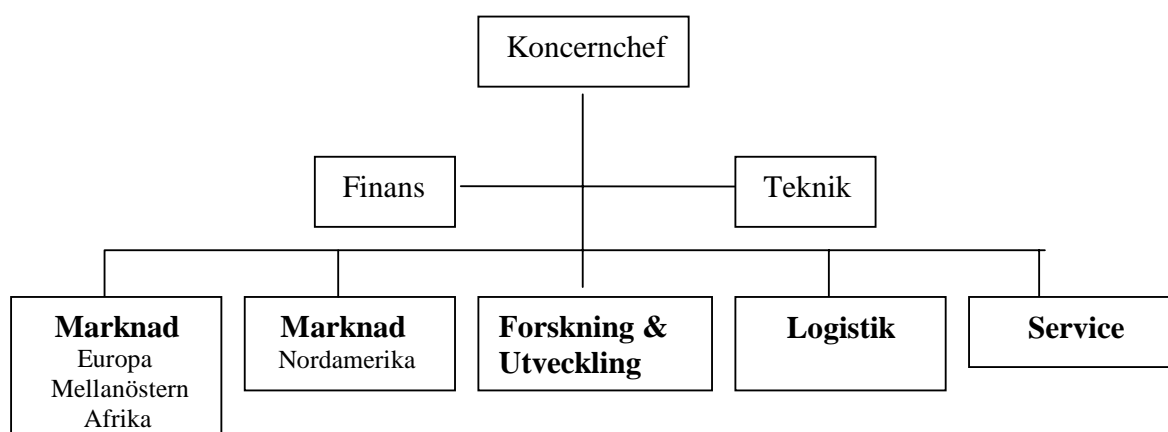 Koncernchef
Finans
Teknik
Marknad
Europa
Mellanöstern
Afrika
Marknad
Nordamerika
Forskning &
Utveckling
Logistik
Service